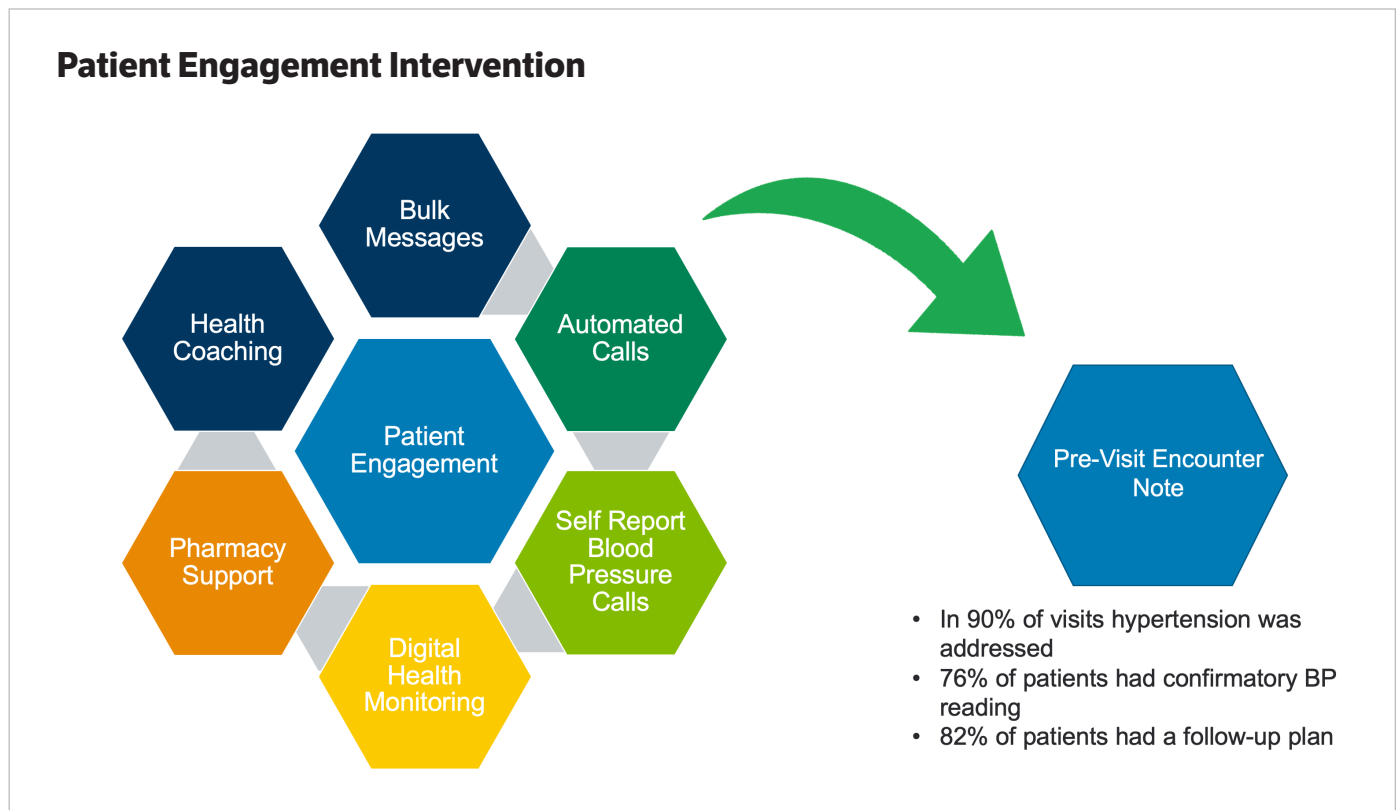 Patient Engagement Intervention
Bulk
Messages
Health
Coaching
Automated
Calls
Patient
Engagement
Pharmacy
Support
Self Report
Blood
Pressure
Calls
Digital
Health
Monitoring
Pre-Visit Encounter
Note
• In 90% of visits hypertension was
addressed
• 76% of patients had confirmatory BP
reading
• 82% of patients had a follow-up plan